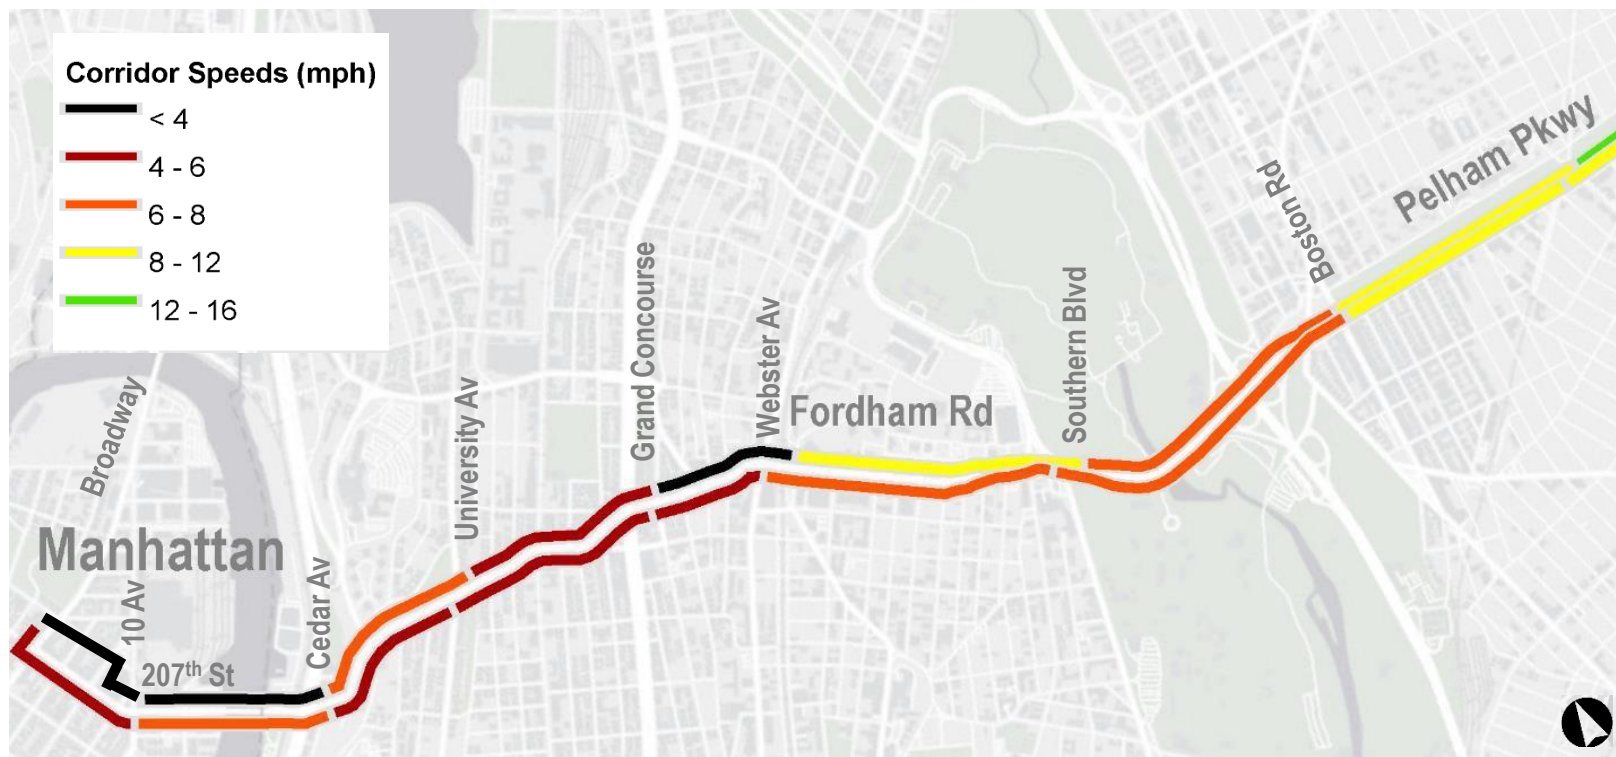 Corridor Speeds (mph)
< 4
4 - 6
6 - 8
8 - 12
12 - 16
Pelham Pkwy
Boston Rd
Grand Concourse
Webster Av
Southern Blvd
Fordham Rd
Broadway
University Av
Manhattan
10 Av
Cedar Av
207th St